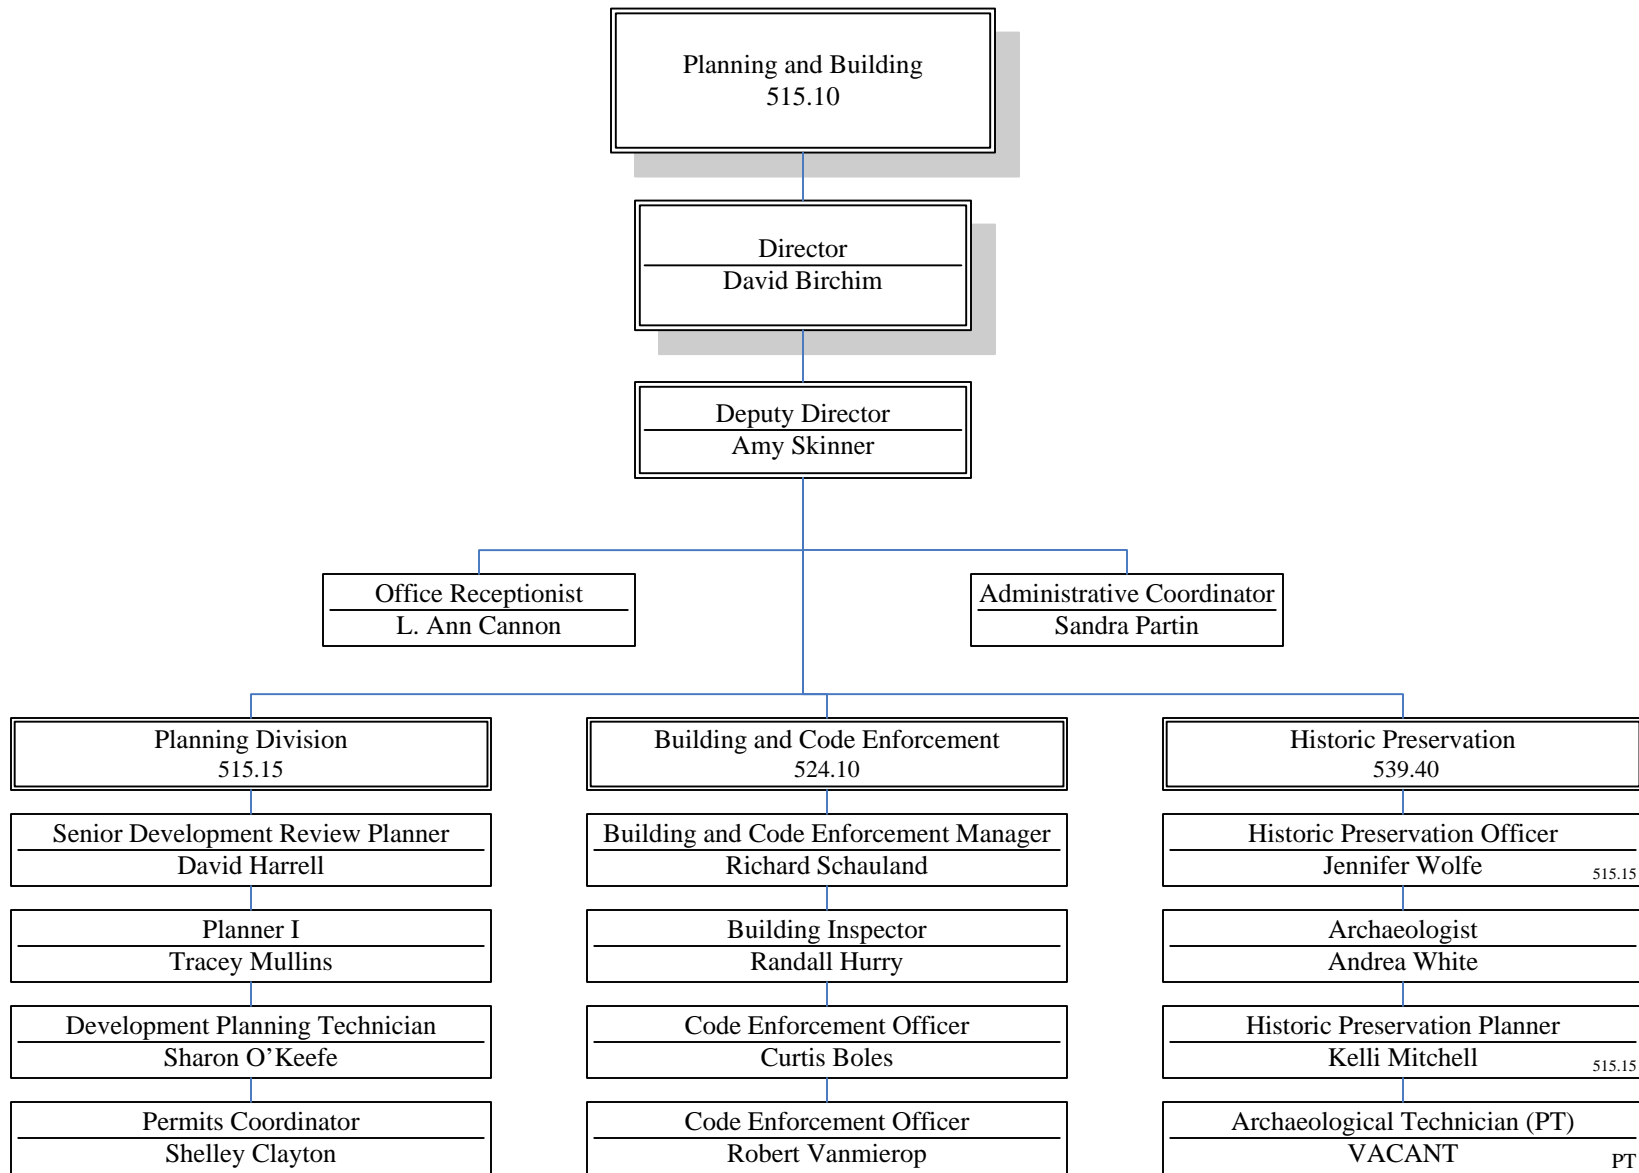 Planning and Building
515.10
Director
David Birchim
Deputy Director
Amy Skinner
Office Receptionist
L. Ann Cannon
Administrative Coordinator
Sandra Partin
Planning Division
515.15
Senior Development Review Planner
David Harrell
Planner I
Tracey Mullins
Development Planning Technician
Sharon O’Keefe
Permits Coordinator
Shelley Clayton
Building and Code Enforcement
524.10
Building and Code Enforcement Manager
Richard Schauland
Building Inspector
Randall Hurry
Code Enforcement Officer
Curtis Boles
Code Enforcement Officer
Robert Vanmierop
Historic Preservation
539.40
Historic Preservation Officer
Jennifer Wolfe 515.15
Archaeologist
Andrea White
Historic Preservation Planner
Kelli Mitchell 515.15
Archaeological Technician (PT)
VACANT PT